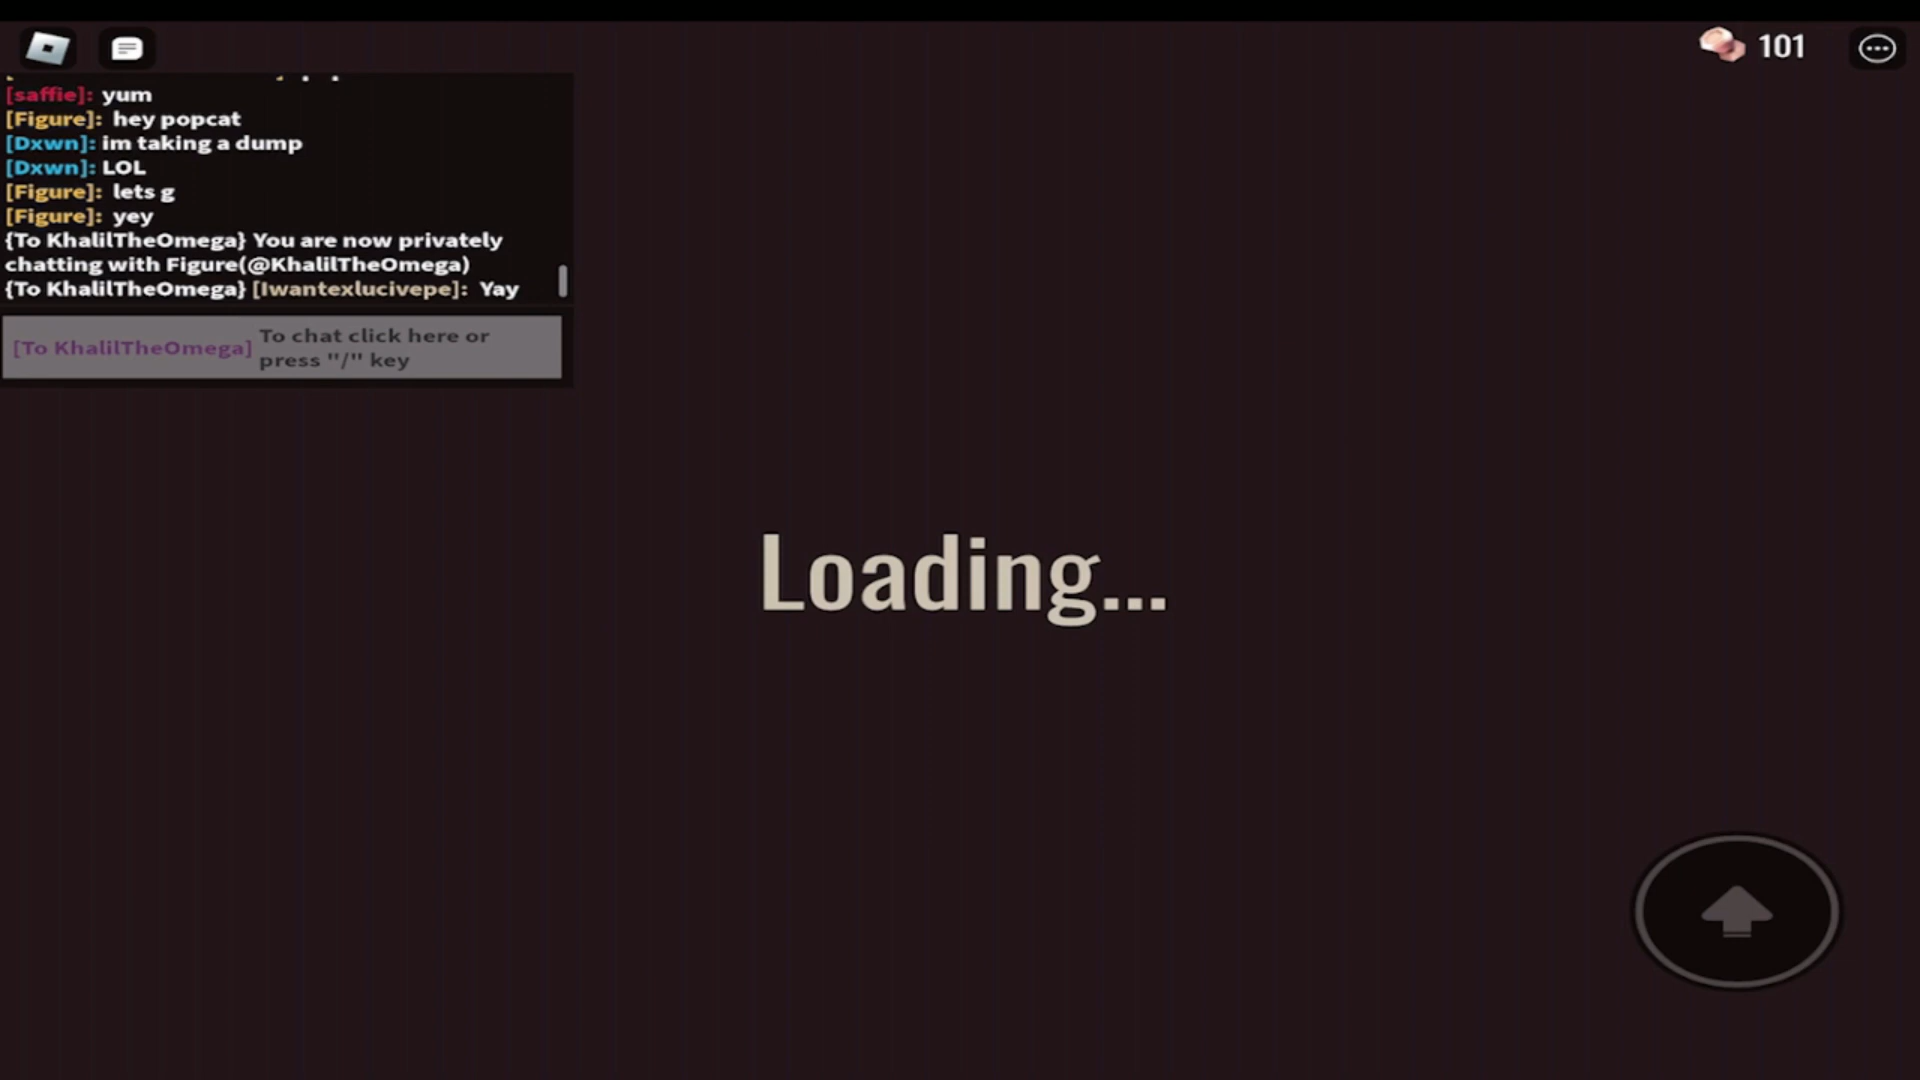 101
[saffie]: yum
[Figure]: hey popcat
[Dxwn]: im taking a dump
[Dxwn]: LOL
[Figure]: lets g
[Figure]: yey
{To KhalilTheOmega} You are now privately
chatting with Figure(@KhalilTheOmega)
{To KhalilTheOmega} [Iwantexlucivepe]: Yay
[To KhalilTheOmega] To chat click here or
press "/" key
Loading...